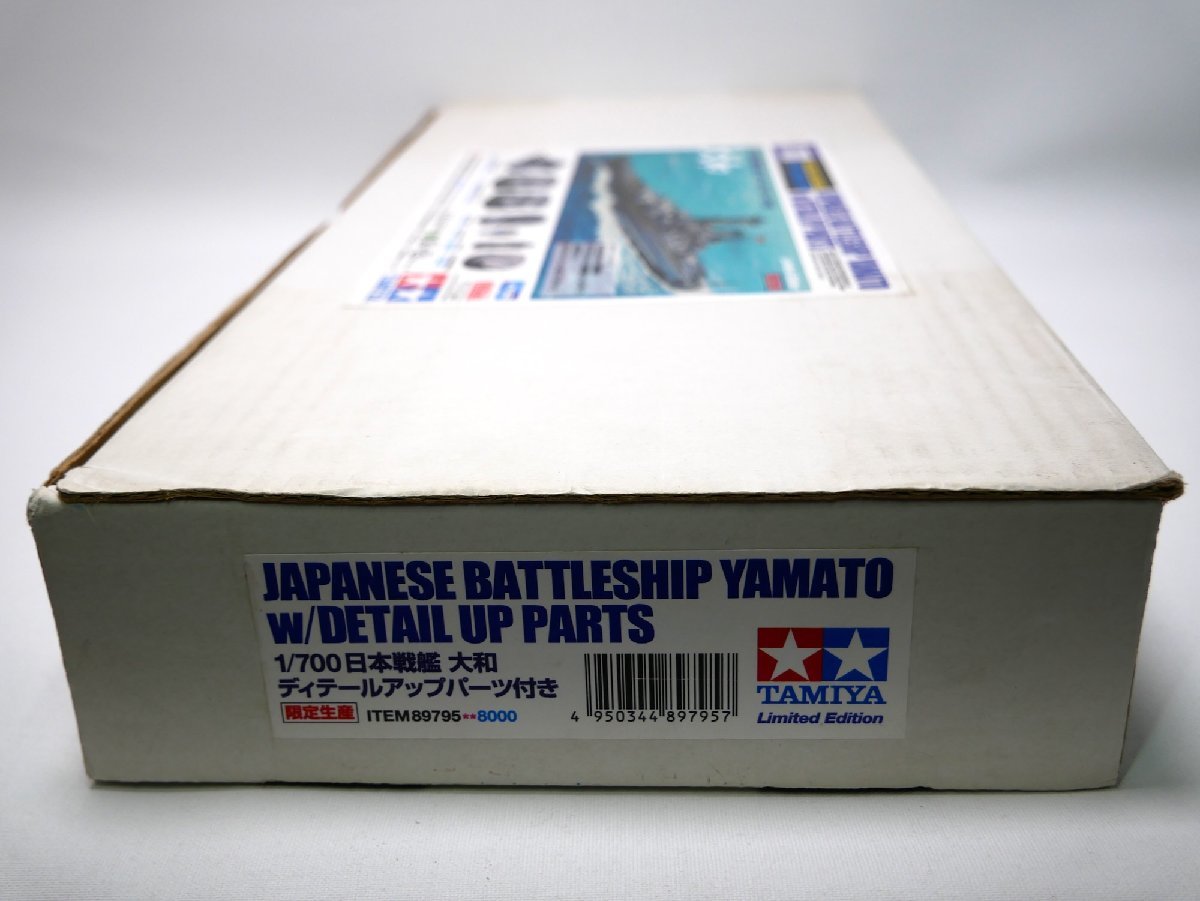 JAPANESE BATTLESHIP YAMATO
W/DETAIL UP PARTS
1/700 日本戦艦 大和
ディテールアップパーツ付き
限定生産 ITEM 89795**8000
4 950344 897957
TAMIYA
Limited Edition